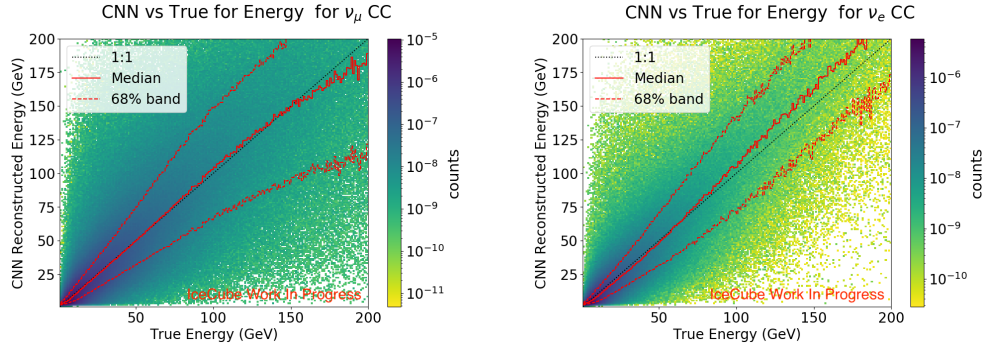 CNN vs True for Energy for νμ CC
200
175
150
125
100
75
50
25
CNN Reconstructed Energy (GeV)
1:1
Median
68% band
IceCube Work In Progress
50
100
150
200
True Energy (GeV)
10⁻⁵
10⁻⁶
10⁻⁷
10⁻⁸
10⁻⁹
10⁻¹⁰
10⁻¹¹
counts
CNN vs True for Energy for νe CC
200
175
150
125
100
75
50
25
CNN Reconstructed Energy (GeV)
1:1
Median
68% band
IceCube Work In Progress
50
100
150
200
True Energy (GeV)
10⁻⁶
10⁻⁷
10⁻⁸
10⁻⁹
10⁻¹⁰
counts